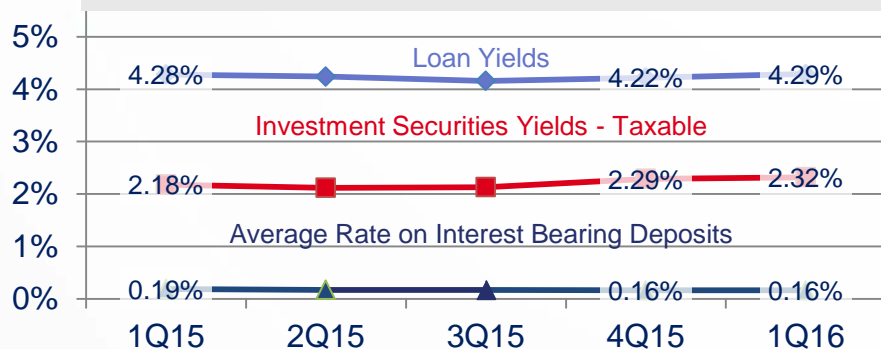 5%
Loan Yields
4.28% 4.22% 4.29%
4%
Investment Securities Yields - Taxable
3%
2.18% 2.29% 2.32%
2%
Average Rate on Interest Bearing Deposits
1%
0.19% 0.16% 0.16%
0%
1Q15 2Q15 3Q15 4Q15 1Q16